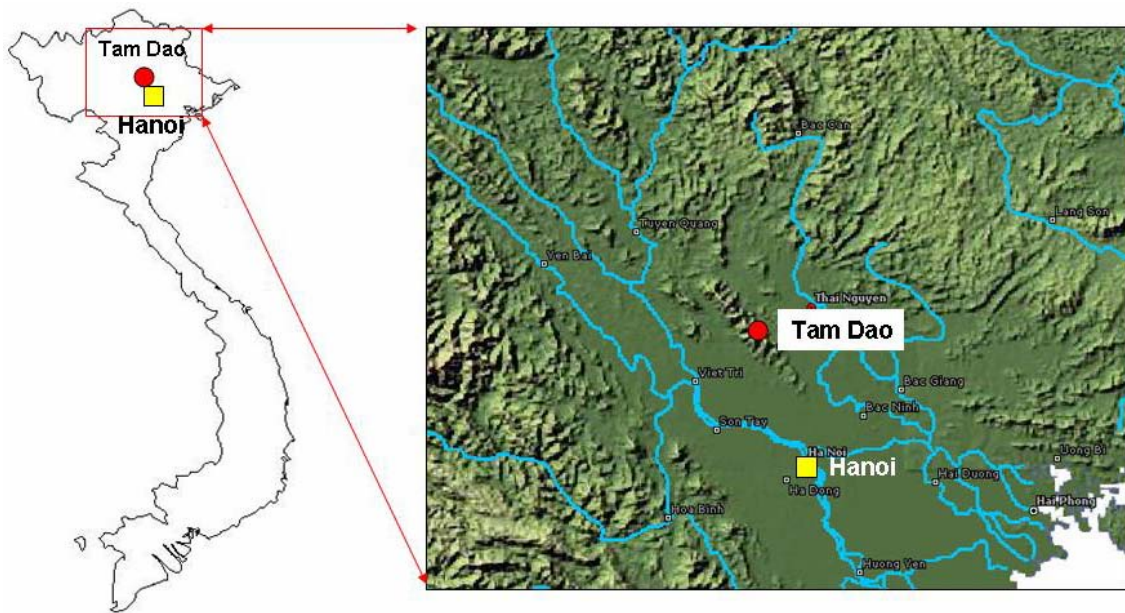 Tam Dao
Hanoi
Bac Can
Lang Son
Tuyen Quang
Yen Bai
Thai Nguyen
Tam Dao
Viet Tri
Bac Giang
Bac Ninh
Son Tay
Ha Noi
Hanoi
Uong Bi
Ha Dong
Hai Duong
Hai Phong
Hoa Binh
Huong Yen